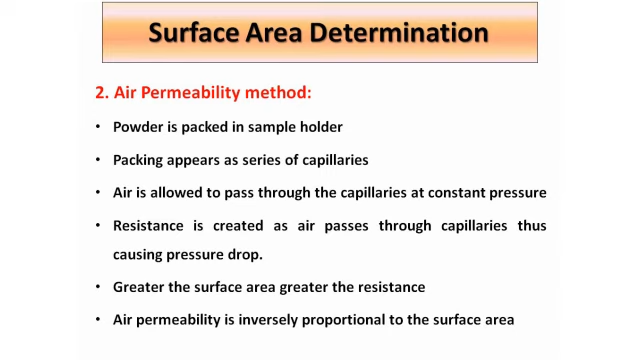 Surface Area Determination
2. Air Permeability method:
• Powder is packed in sample holder
• Packing appears as series of capillaries
• Air is allowed to pass through the capillaries at constant pressure
• Resistance is created as air passes through capillaries thus
causing pressure drop.
• Greater the surface area greater the resistance
• Air permeability is inversely proportional to the surface area